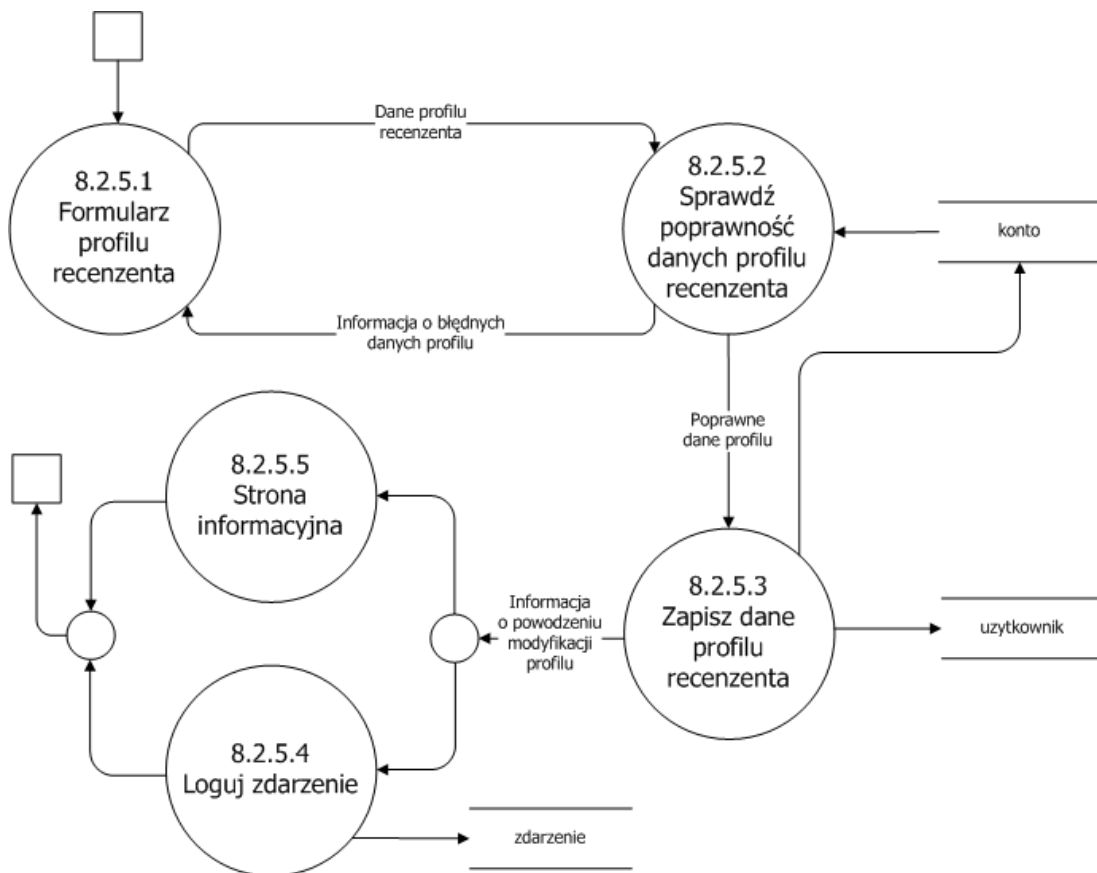 Dane profilu
recenzenta
8.2.5.1
Formularz
profilu
recenzenta
8.2.5.2
Sprawdź
poprawność
danych profilu
recenzenta
konto
Informacja o błędnych
danych profilu
Poprawne
dane profilu
8.2.5.5
Strona
informacyjna
8.2.5.3
Zapisz dane
profilu
recenzenta
Informacja
o powodzeniu
modyfikacji
profilu
uzytkownik
8.2.5.4
Loguj zdarzenie
zdarzenie